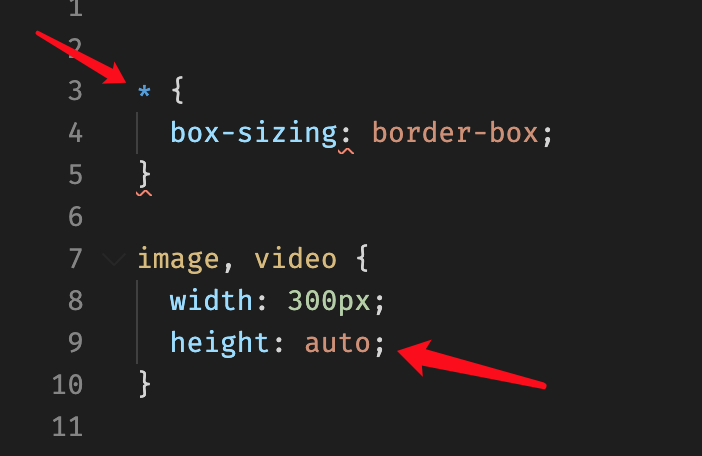 1
2
3 * {
4 box-sizing: border-box;
5 }
6
7 image, video {
8 width: 300px;
9 height: auto;
10 }
11